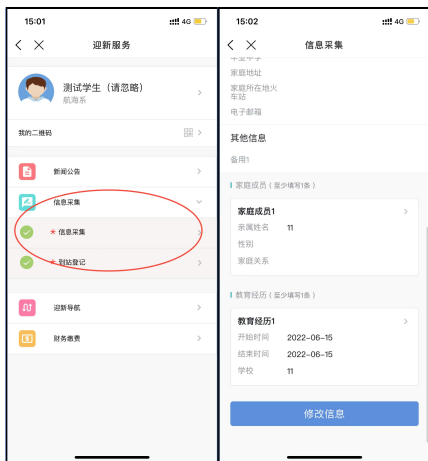 15:01
4G
迎新服务
测试学生（请忽略）
航海系
我的二维码
新闻公告
信息采集
* 信息采集
* 到站登记
迎新导航
财务缴费
15:02
4G
信息采集
毕业中学
家庭地址
家庭所在地火
车站
电子邮箱
其他信息
备用1
家庭成员（至少填写1条）
家庭成员1
亲属姓名 11
性别
家庭关系
教育经历（至少填写1条）
教育经历1
开始时间 2022-06-15
结束时间 2022-06-15
学校 11
修改信息